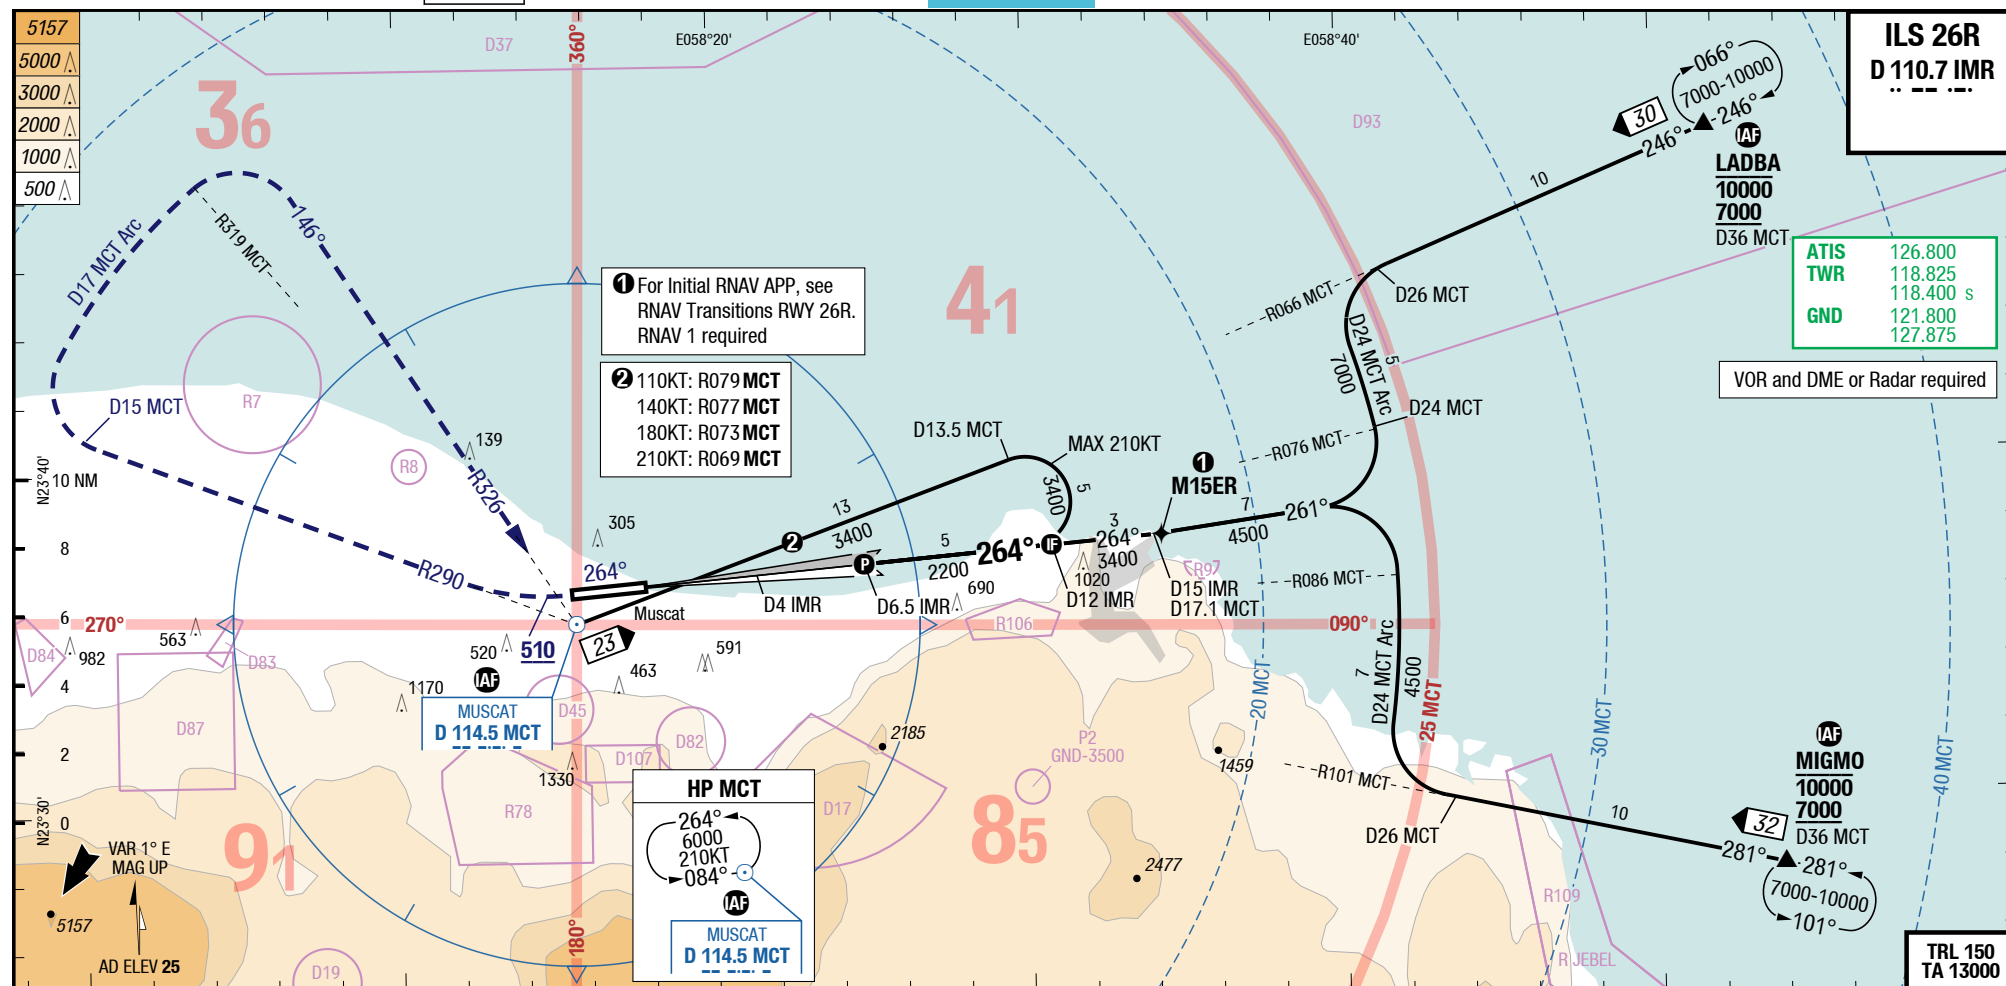 5157
5000
3000
2000
1000
500
D37
360°
E058°20'
E058°40'
ILS 26R
D 110.7 IMR
36
D93
066°
7000-10000
246°
30
246°
IAF
LADBA
10000
7000
D36 MCT
10
146°
D17 MCT Arc
R319 MCT
41
ATIS 126.800
TWR 118.825
118.400 S
GND 121.800
127.875
VOR and DME or Radar required
1 For Initial RNAV APP, see
RNAV Transitions RWY 26R.
RNAV 1 required
2 110KT: R079 MCT
140KT: R077 MCT
180KT: R073 MCT
210KT: R069 MCT
R066 MCT
D26 MCT
D24 MCT Arc
7000
5
D24 MCT
R076 MCT
D15 MCT
R7
139
R8
R326
D13.5 MCT
MAX 210KT
1
M15ER
N23°40'
10 NM
305
13
3400
2
3400
5
3
264°
3400
7
4500
261°
8
R290
264°
P
5
2200
264°
IF
1020
R97
R086 MCT
D4 IMR
D6.5 IMR
690
D12 IMR
D15 IMR
D17.1 MCT
Muscat
6
270°
563
D84
982
D83
520
510
23
591
463
R106
090°
4
1170
IAF
MUSCAT
D 114.5 MCT
D45
D82
D107
1330
D87
R78
2185
P2
GND-3500
1459
20 MCT
7
D24 MCT Arc
4500
25 MCT
30 MCT
40 MCT
R101 MCT
D26 MCT
10
IAF
MIGMO
10000
7000
D36 MCT
32
281°
281°
7000-10000
101°
2
N23°30'
0
VAR 1° E
MAG UP
91
5157
AD ELEV 25
D19
180°
HP MCT
264°
6000
210KT
084°
IAF
MUSCAT
D 114.5 MCT
D17
85
2477
R109
R JEBEL
TRL 150
TA 13000